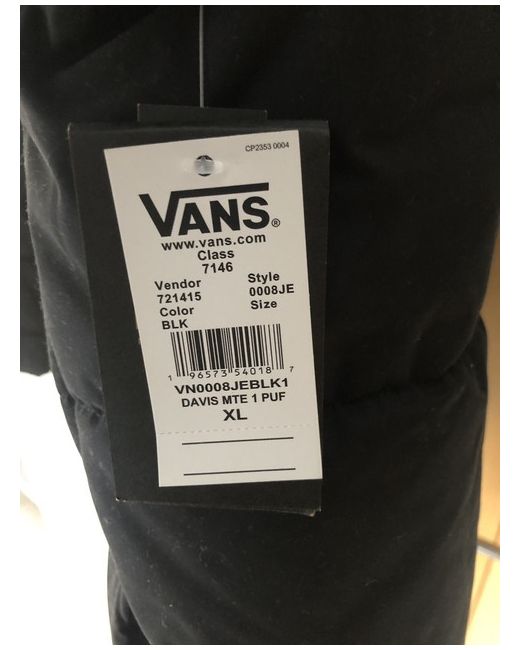 CP2353 0004
VANS®
www.vans.com
Class
7146
Vendor Style
721415 0008JE
Color Size
BLK
1 96573 54018 7
VN0008JEBLK1
DAVIS MTE 1 PUF
XL